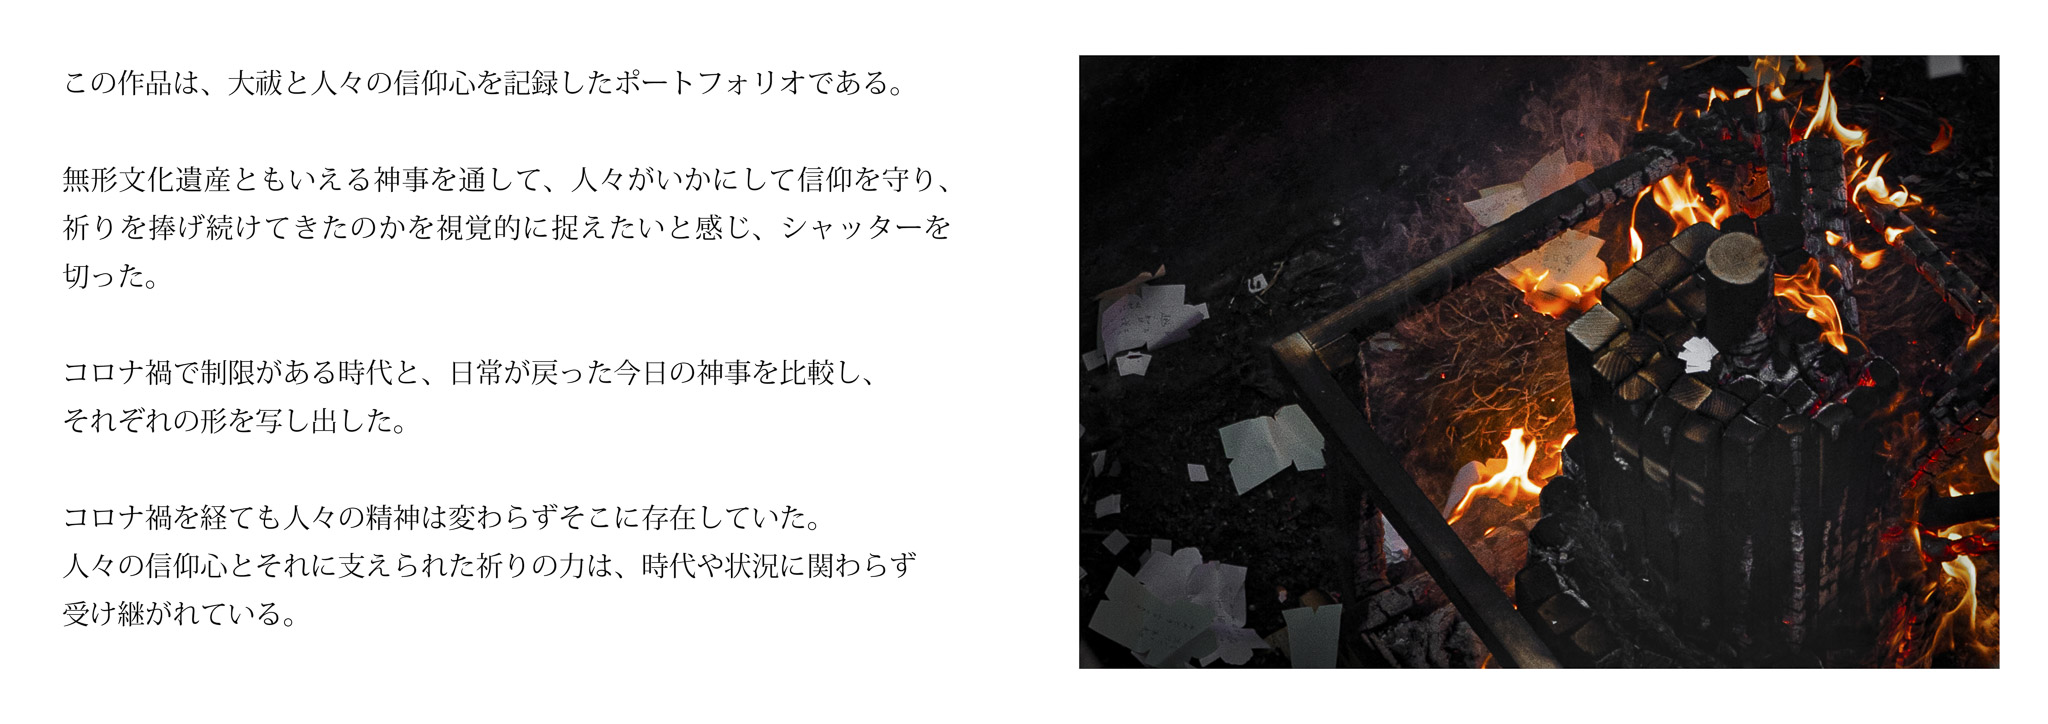 この作品は、大祓と人々の信仰心を記録したポートフォリオである。
無形文化遺産ともいえる神事を通して、人々がいかにして信仰を守り、
祈りを捧げ続けてきたのかを視覚的に捉えたいと感じ、シャッターを
切った。
コロナ禍で制限がある時代と、日常が戻った今日の神事を比較し、
それぞれの形を写し出した。
コロナ禍を経ても人々の精神は変わらずそこに存在していた。
人々の信仰心とそれに支えられた祈りの力は、時代や状況に関わらず
受け継がれている。